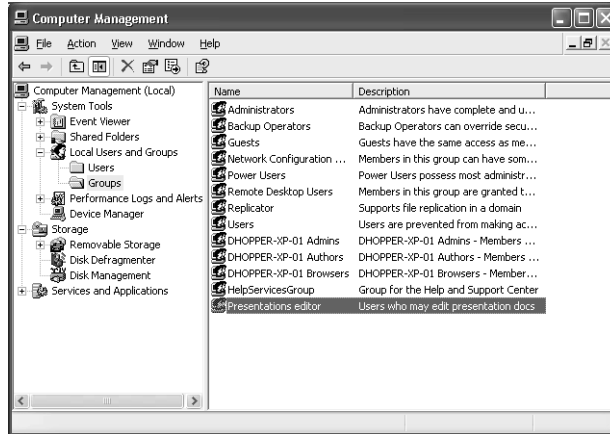 Computer Management
File Action View Window Help
Computer Management (Local)
System Tools
Event Viewer
Shared Folders
Local Users and Groups
Users
Groups
Performance Logs and Alerts
Device Manager
Storage
Removable Storage
Disk Defragmenter
Disk Management
Services and Applications
Name Description
Administrators Administrators have complete and u...
Backup Operators Backup Operators can override secu...
Guests Guests have the same access as me...
Network Configuration ... Members in this group can have som...
Power Users Power Users possess most administr...
Remote Desktop Users Members in this group are granted t...
Replicator Supports file replication in a domain
Users Users are prevented from making ac...
DHOPPER-XP-01 Admins DHOPPER-XP-01 Admins - Members ...
DHOPPER-XP-01 Authors DHOPPER-XP-01 Authors - Members ...
DHOPPER-XP-01 Browsers DHOPPER-XP-01 Browsers - Member...
HelpServicesGroup Group for the Help and Support Center
Presentations editor Users who may edit presentation docs